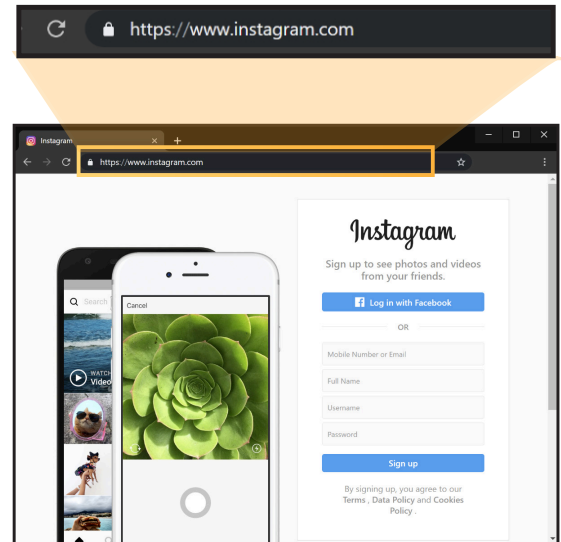 https://www.instagram.com
Instagram
https://www.instagram.com
Instagram
Sign up to see photos and videos
from your friends.
Log in with Facebook
OR
Mobile Number or Email
Full Name
Username
Password
Sign up
By signing up, you agree to our
Terms , Data Policy and Cookies
Policy .
Search
WATCH
Video
Cancel